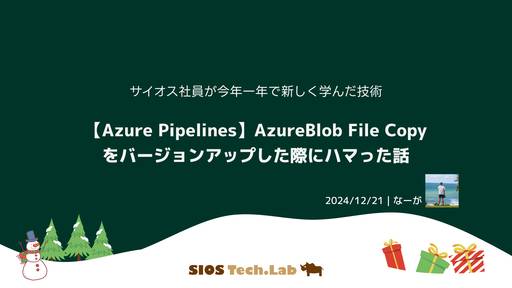 サイオス社員が今年一年で新しく学んだ技術
【Azure Pipelines】AzureBlob File Copy
をバージョンアップした際にハマった話
2024/12/21 | なーが
SIOS Tech.Lab